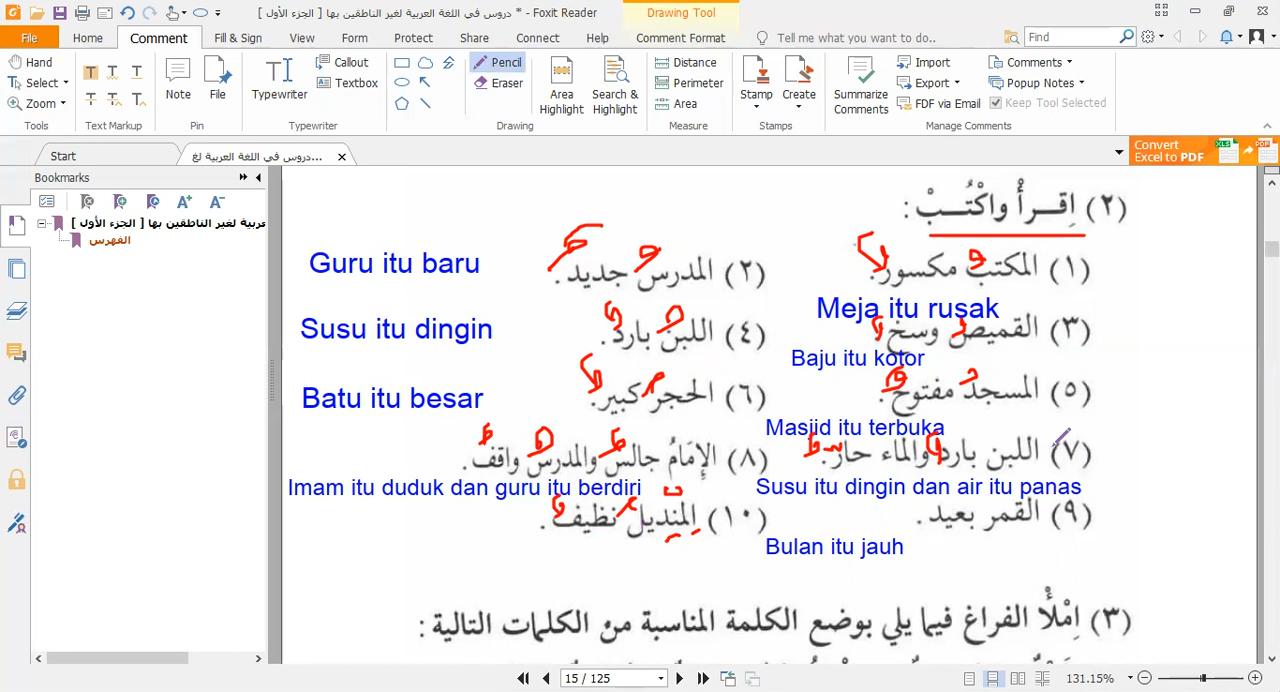 [ دروس في اللغة العربية لغير الناطقين بها [ الجزء الأول * - Foxit Reader
Drawing Tool
File Home Comment Fill & Sign View Form Protect Share Connect Help Comment Format Tell me what you want to do.. Find
Hand
Select
Zoom
Tools
Text Markup
Note
File
Pin
Typewriter
Callout
Textbox
Typewriter
Pencil
Eraser
Drawing
Area Highlight
Search & Highlight
Distance
Perimeter
Area
Measure
Stamp
Create
Stamps
Summarize Comments
Import
Export
FDF via Email
Comments
Popup Notes
Keep Tool Selected
Manage Comments
Start
دروس في اللغة العربية لغ...
Convert Excel to PDF
Bookmarks
العربية لغير الناطقين بها [ الجزء الأول ]
الفهرس
(٢) اِقْـرأْ واكْتُـبْ :
(١) المكتب مكسور.
(٢) المدرس جديد.
Guru itu baru
Meja itu rusak
(٣) القميص وسخ.
(٤) اللبن بارد.
Susu itu dingin
Baju itu kotor
(٥) المسجد مفتوح.
(٦) الحجر كبير.
Batu itu besar
Masjid itu terbuka
(٧) اللبن بارد والماء حار.
(٨) الإِمَامُ جالس والمدرس واقف.
Imam itu duduk dan guru itu berdiri
Susu itu dingin dan air itu panas
(٩) القمر بعيد.
(١٠) المنديل نظيف.
Bulan itu jauh
(٣) اِمْلأْ الفراغ فيما يلي بوضع الكلمة المناسبة من الكلمات التالية :
15 / 125
131.15%